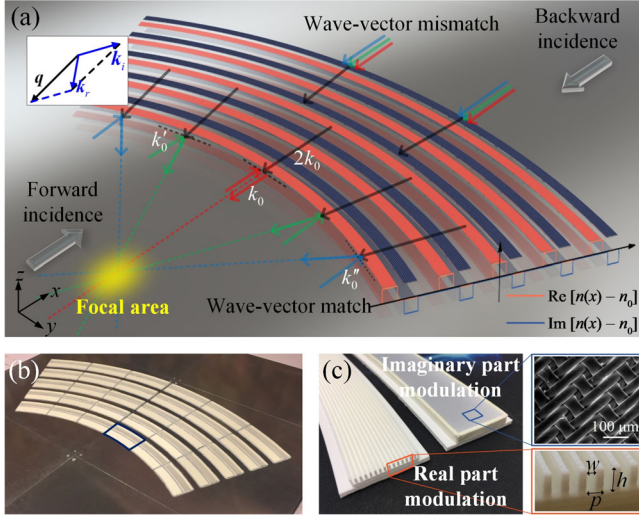 (a)
Wave-vector mismatch
Backward
incidence
q
k_i
k_r
k_0′
2k_0
k_0
Forward
incidence
k_0″
z
x
y
Focal area
Wave-vector match
Re [n(x) − n_0]
Im [n(x) − n_0]
(b)
(c)
Imaginary part
modulation
100 μm
Real part
modulation
w
h
p